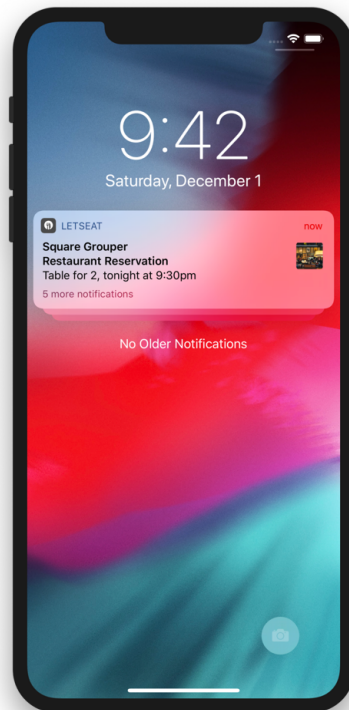 9:42
Saturday, December 1
LETSEAT now
Square Grouper
Restaurant Reservation
Table for 2, tonight at 9:30pm
5 more notifications
No Older Notifications